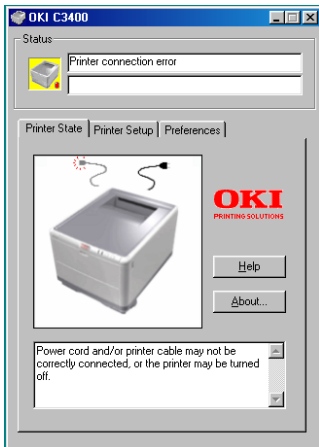 OKI C3400
Status
Printer connection error
Printer State
Printer Setup
Preferences
OKI
PRINTING SOLUTIONS
Help
About...
Power cord and/or printer cable may not be
correctly connected, or the printer may be turned
off.